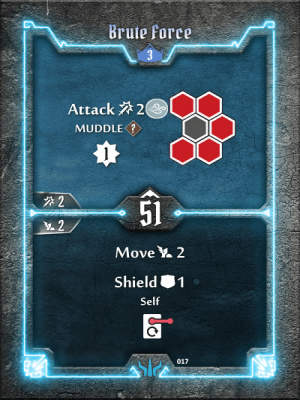 Brute Force
3
Attack 2
MUDDLE ?
1
2
51
2
Move 2
Shield 1
Self
017